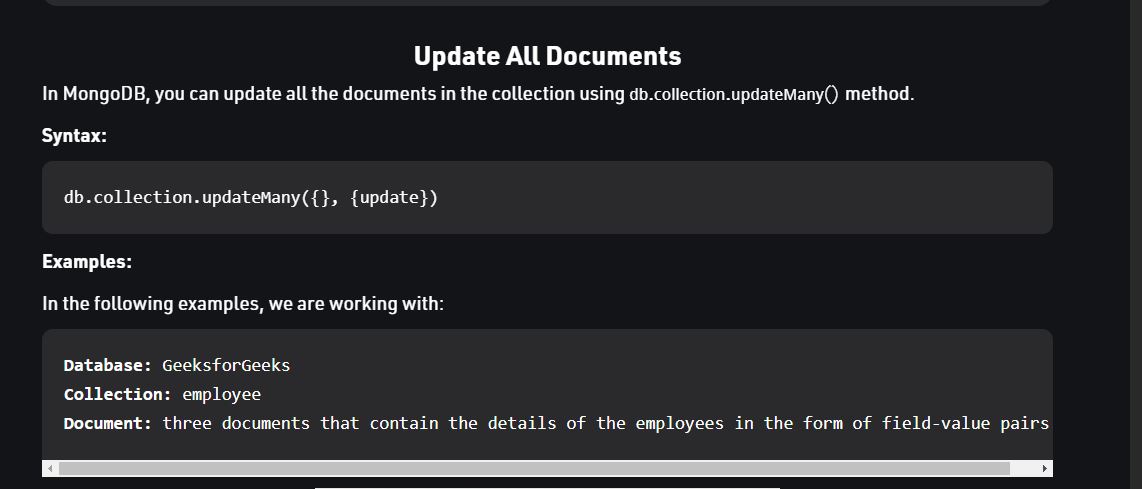 Update All Documents
In MongoDB, you can update all the documents in the collection using db.collection.updateMany() method.
Syntax:
db.collection.updateMany({}, {update})
Examples:
In the following examples, we are working with:
Database: GeeksforGeeks
Collection: employee
Document: three documents that contain the details of the employees in the form of field-value pairs